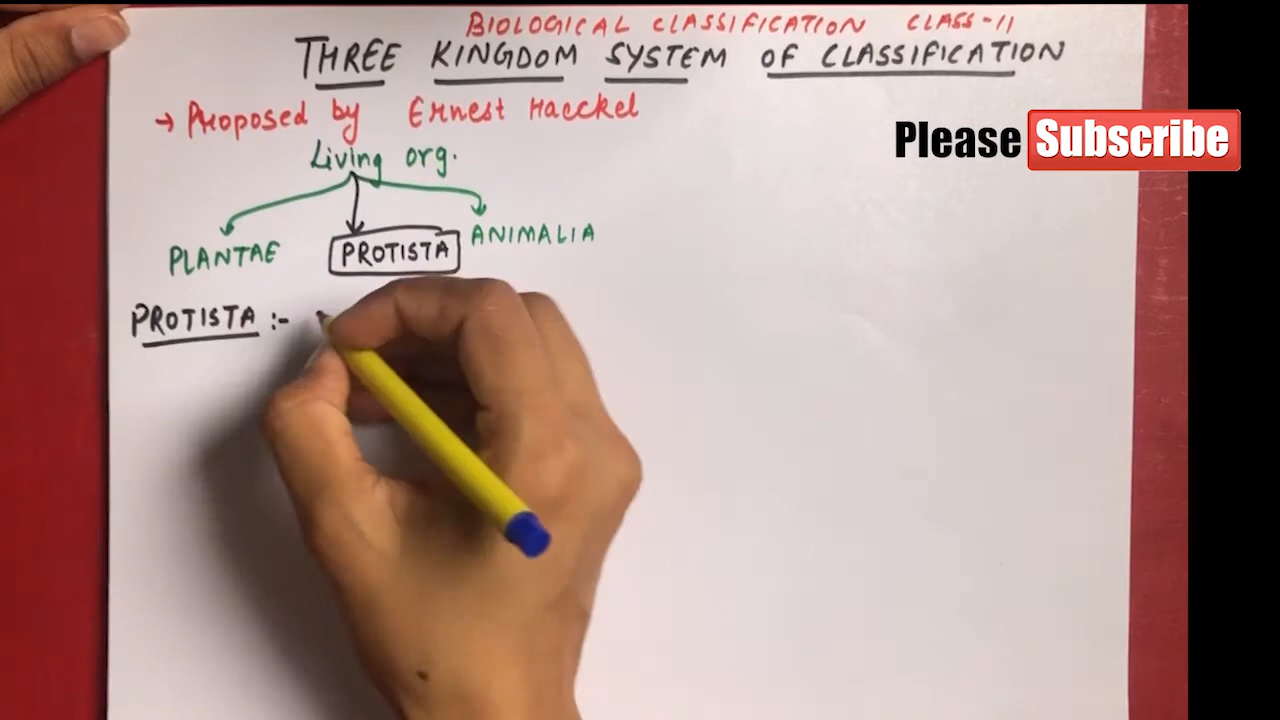 BIOLOGICAL CLASSIFICATION CLASS-11
THREE KINGDOM SYSTEM OF CLASSIFICATION
→ Proposed by Ernest Haeckel
Please Subscribe
Living org.
PLANTAE PROTISTA ANIMALIA
PROTISTA :-